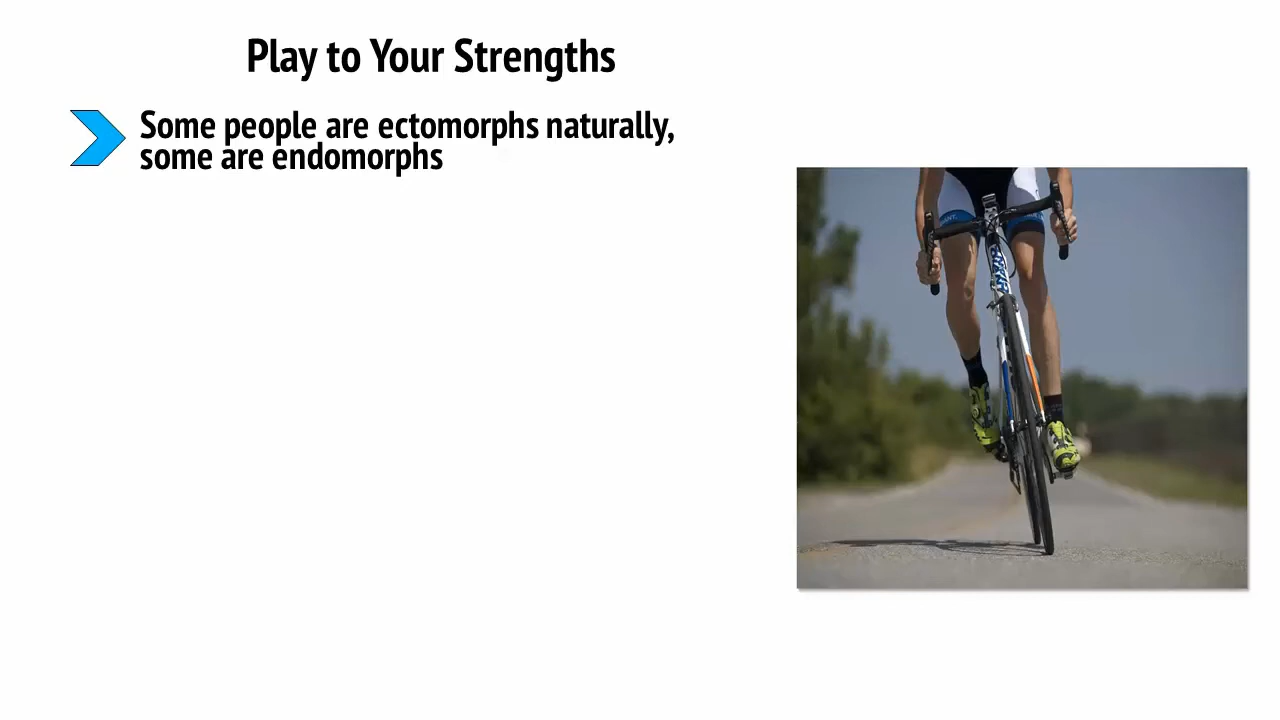 Play to Your Strengths
Some people are ectomorphs naturally,
some are endomorphs